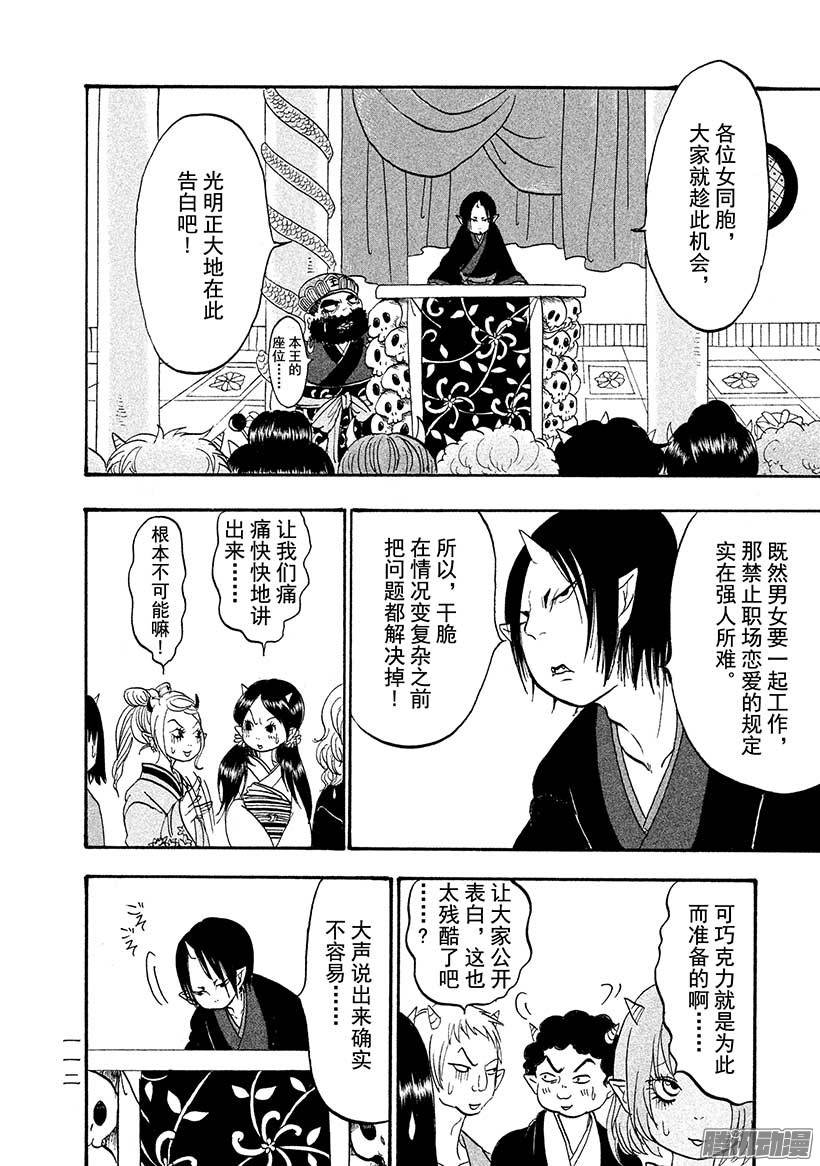 各位女同胞，
大家就趁此机会，
光明正大地在此
告白吧！
本王的
座位……
既然男女要一起工作，
那禁止职场恋爱的规定
实在强人所难。
所以，干脆
在情况变复杂之前
把问题都解决掉！
让我们痛
痛快快地讲
出来……
根本不可能嘛！
可巧克力就是为此
而准备的啊……
让大家公开
表白，这也
太残酷了吧
……？
大声说出来确实
不容易……
一一二
腾讯动漫